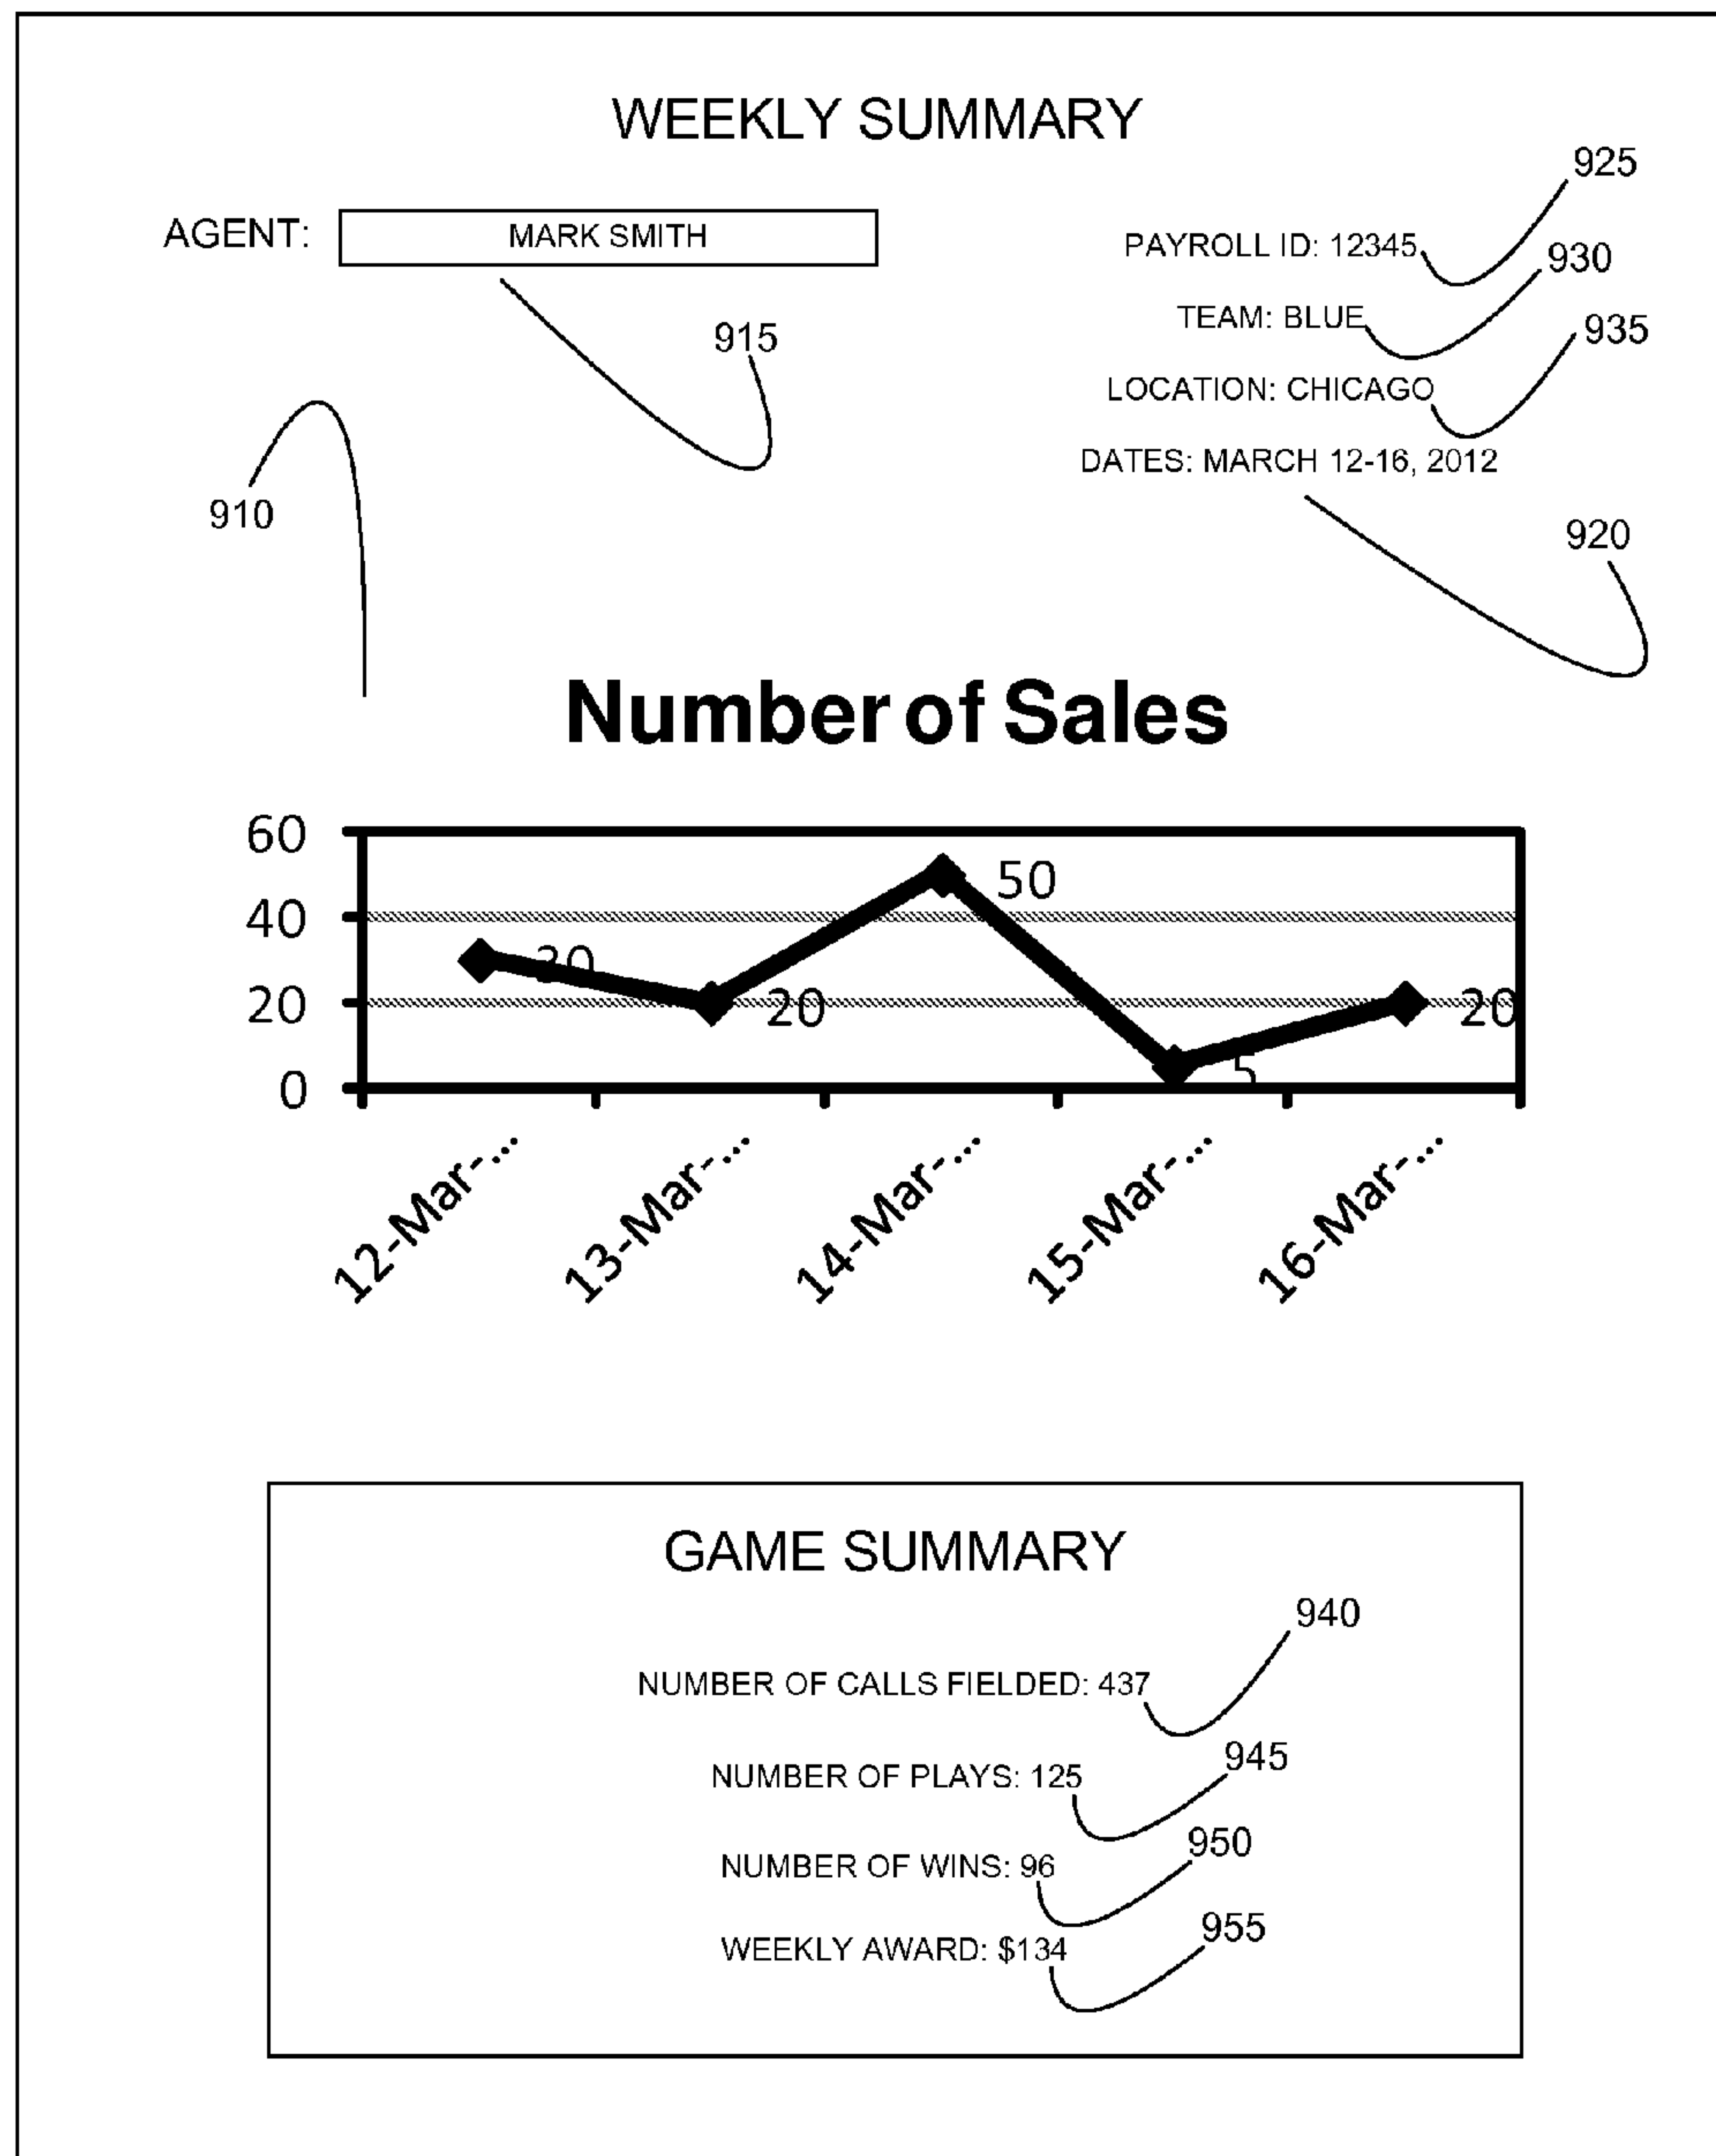 WEEKLY SUMMARY
925
AGENT: MARK SMITH
PAYROLL ID: 12345
930
TEAM: BLUE
935
915
LOCATION: CHICAGO
DATES: MARCH 12-16, 2012
910
920
Number of Sales
60
50
40
30
20
20
20
5
0
12-Mar-...
13-Mar-...
14-Mar-...
15-Mar-...
16-Mar-...
GAME SUMMARY
940
NUMBER OF CALLS FIELDED: 437
945
NUMBER OF PLAYS: 125
950
NUMBER OF WINS: 96
955
WEEKLY AWARD: $134